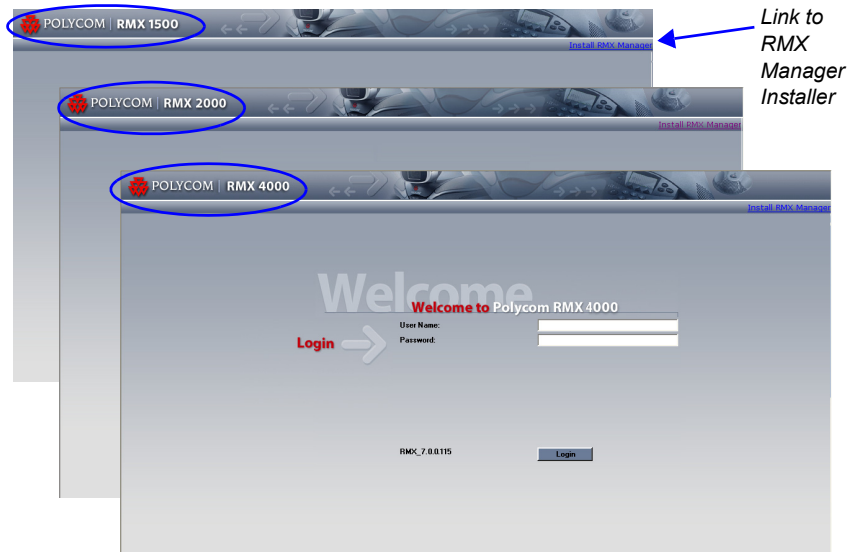 POLYCOM | RMX 1500
Install RMX Manager
Link to
RMX
Manager
Installer
POLYCOM | RMX 2000
Install RMX Manager
POLYCOM | RMX 4000
Install RMX Manager
Welcome
Welcome to Polycom RMX 4000
User Name:
Login
Password:
RMX_7.0.0.115
Login